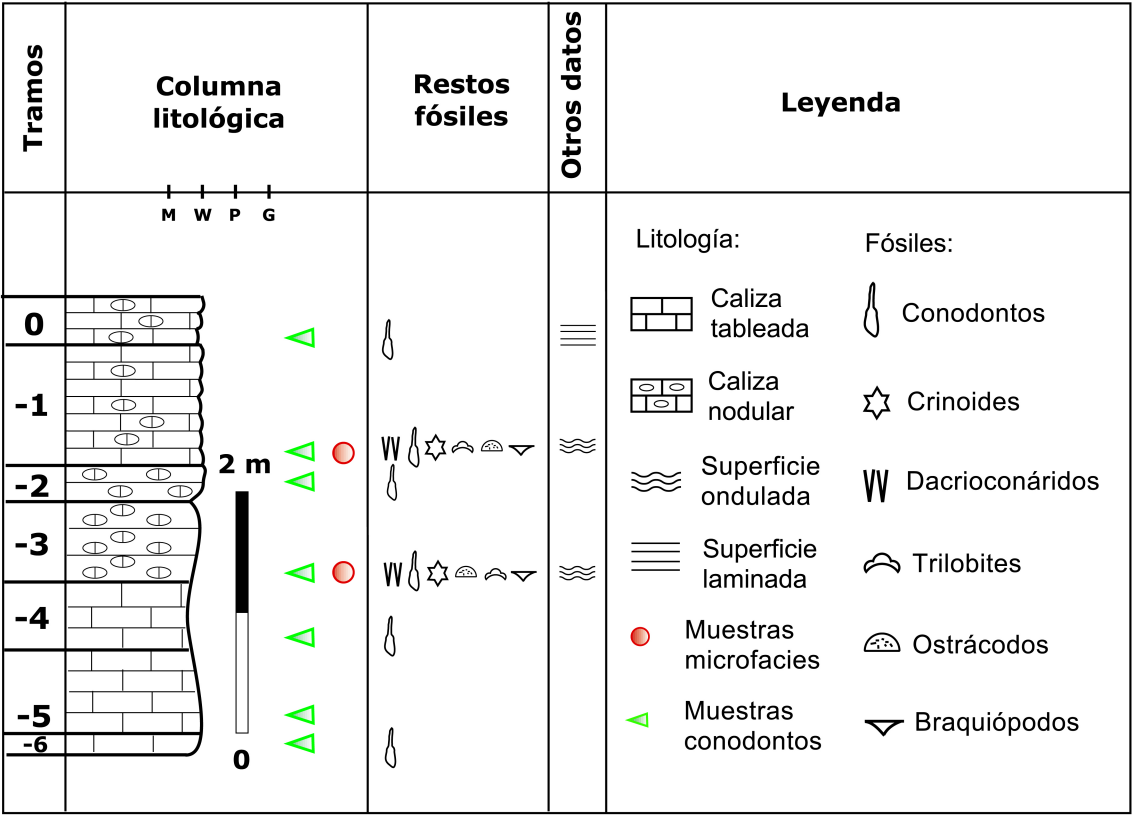 Tramos
Columna
litológica
Restos
fósiles
Otros datos
Leyenda
M W P G
0
-1
-2
-3
-4
-5
-6
2 m
0
Litología:
Caliza
tableada
Caliza
nodular
Superficie
ondulada
Superficie
laminada
Muestras
microfacies
Muestras
conodontos
Fósiles:
Conodontos
Crinoides
Dacrioconáridos
Trilobites
Ostrácodos
Braquiópodos